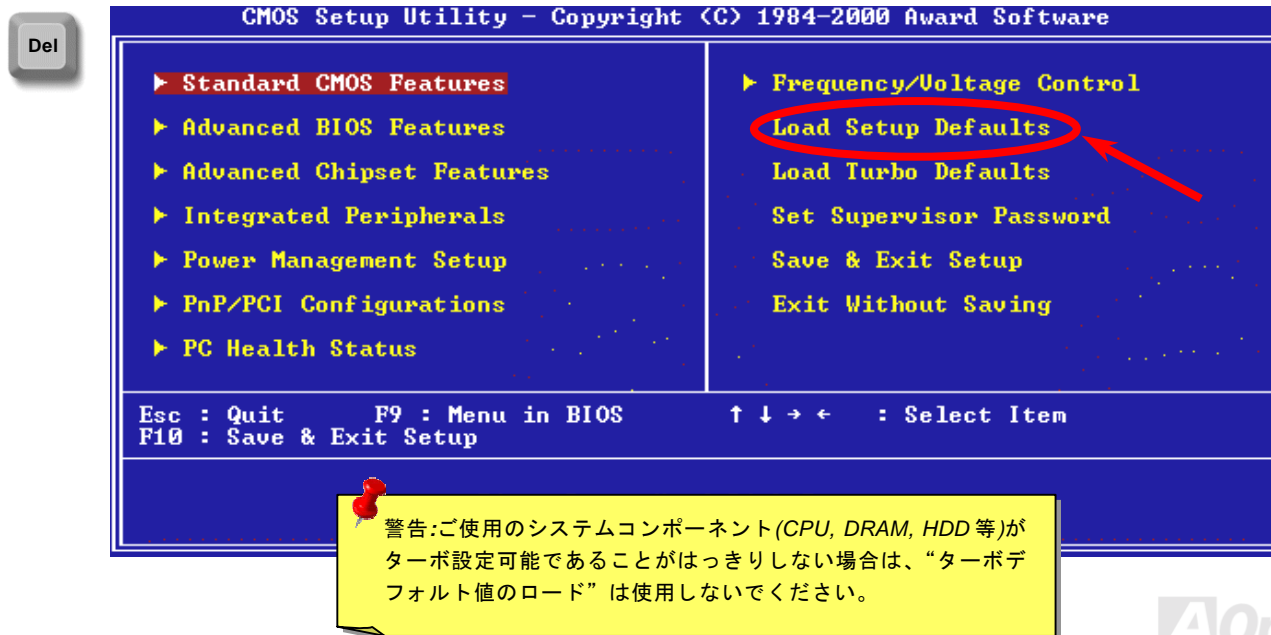 CMOS Setup Utility – Copyright (C) 1984-2000 Award Software
Del
▶ Standard CMOS Features
▶ Advanced BIOS Features
▶ Advanced Chipset Features
▶ Integrated Peripherals
▶ Power Management Setup
▶ PnP/PCI Configurations
▶ PC Health Status
▶ Frequency/Voltage Control
Load Setup Defaults
Load Turbo Defaults
Set Supervisor Password
Save & Exit Setup
Exit Without Saving
Esc : Quit F9 : Menu in BIOS ↑ ↓ → ← : Select Item
F10 : Save & Exit Setup
警告:ご使用のシステムコンポーネント(CPU, DRAM, HDD 等)が
ターボ設定可能であることがはっきりしない場合は、“ターボデ
フォルト値のロード” は使用しないでください。